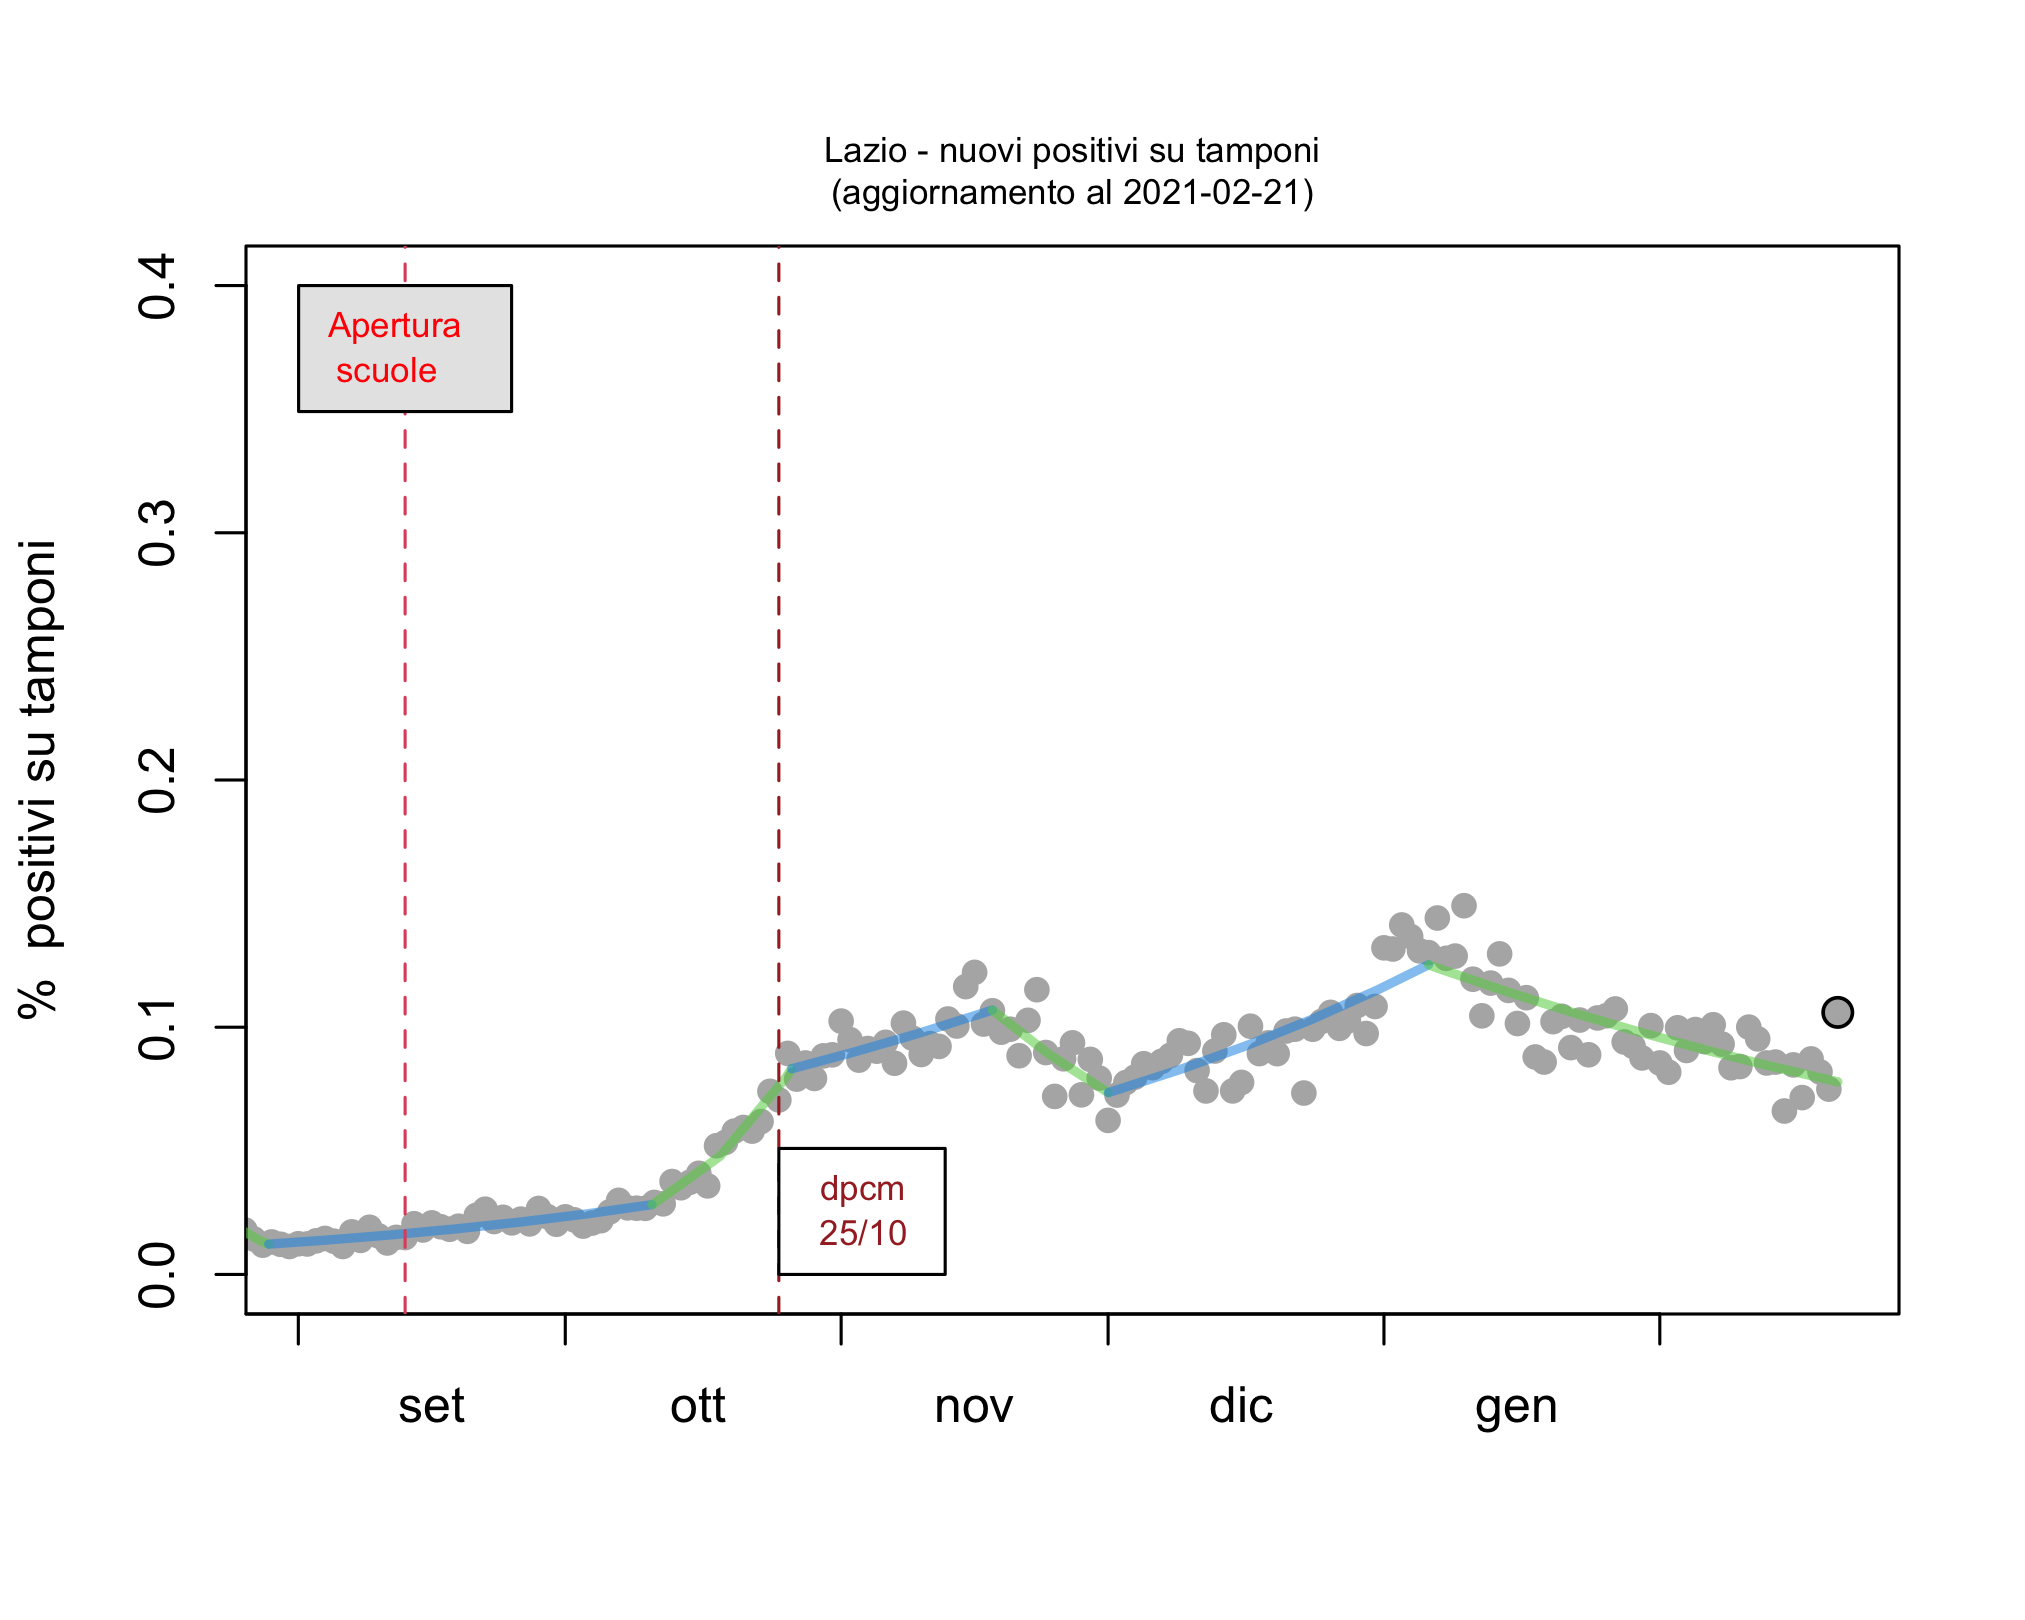 Lazio - nuovi positivi su tamponi
(aggiornamento al 2021-02-21)
% positivi su tamponi
0.4
0.3
0.2
0.1
0.0
Apertura
scuole
dpcm
25/10
set ott nov dic gen